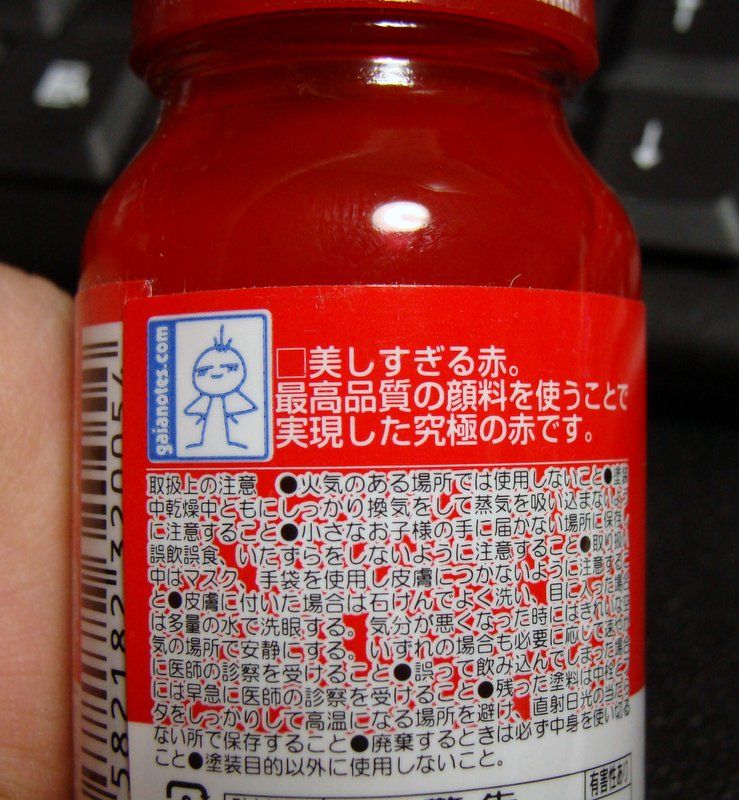 gaianotes.com
□美しすぎる赤。
最高品質の顔料を使うことで
実現した究極の赤です。
取扱上の注意 ●火気のある場所では使用しないこと●塗装
中乾燥中ともにしっかり換気をして蒸気を吸い込まないよう
に注意すること●小さなお子様の手に届かない場所に保存し
誤飲誤食、いたずらをしないように注意すること●取り扱い
中はマスク、手袋を使用し皮膚につかないように注意するこ
と●皮膚に付いた場合は石けんでよく洗い、目に入った場合
は多量の水で洗眼する。気分が悪くなった時にはきれいな空
気の場所で安静にする。いずれの場合も必要に応じて速やか
に医師の診察を受けること●誤って飲み込んでしまった場合
には早急に医師の診察を受けること●残った塗料は中栓と
タをしっかりして高温になる場所を避け、直射日光の当たら
ない所で保存すること●廃棄するときは必ず中身を使い切る
こと●塗装目的以外に使用しないこと。
有害性あり